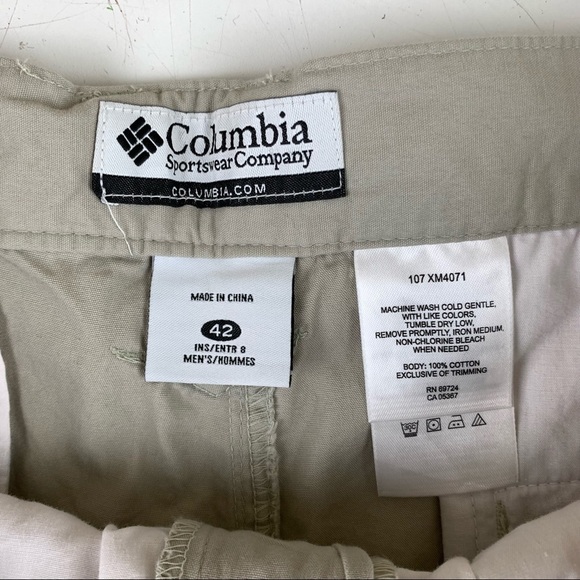 Columbia
Sportswear Company
COLUMBIA.COM
MADE IN CHINA
42
INS/ENTR 8
MEN'S/HOMMES
107 XM4071
MACHINE WASH COLD GENTLE,
WITH LIKE COLORS,
TUMBLE DRY LOW,
REMOVE PROMPTLY, IRON MEDIUM,
NON-CHLORINE BLEACH
WHEN NEEDED
BODY: 100% COTTON
EXCLUSIVE OF TRIMMING
RN 69724
CA 05367
30C